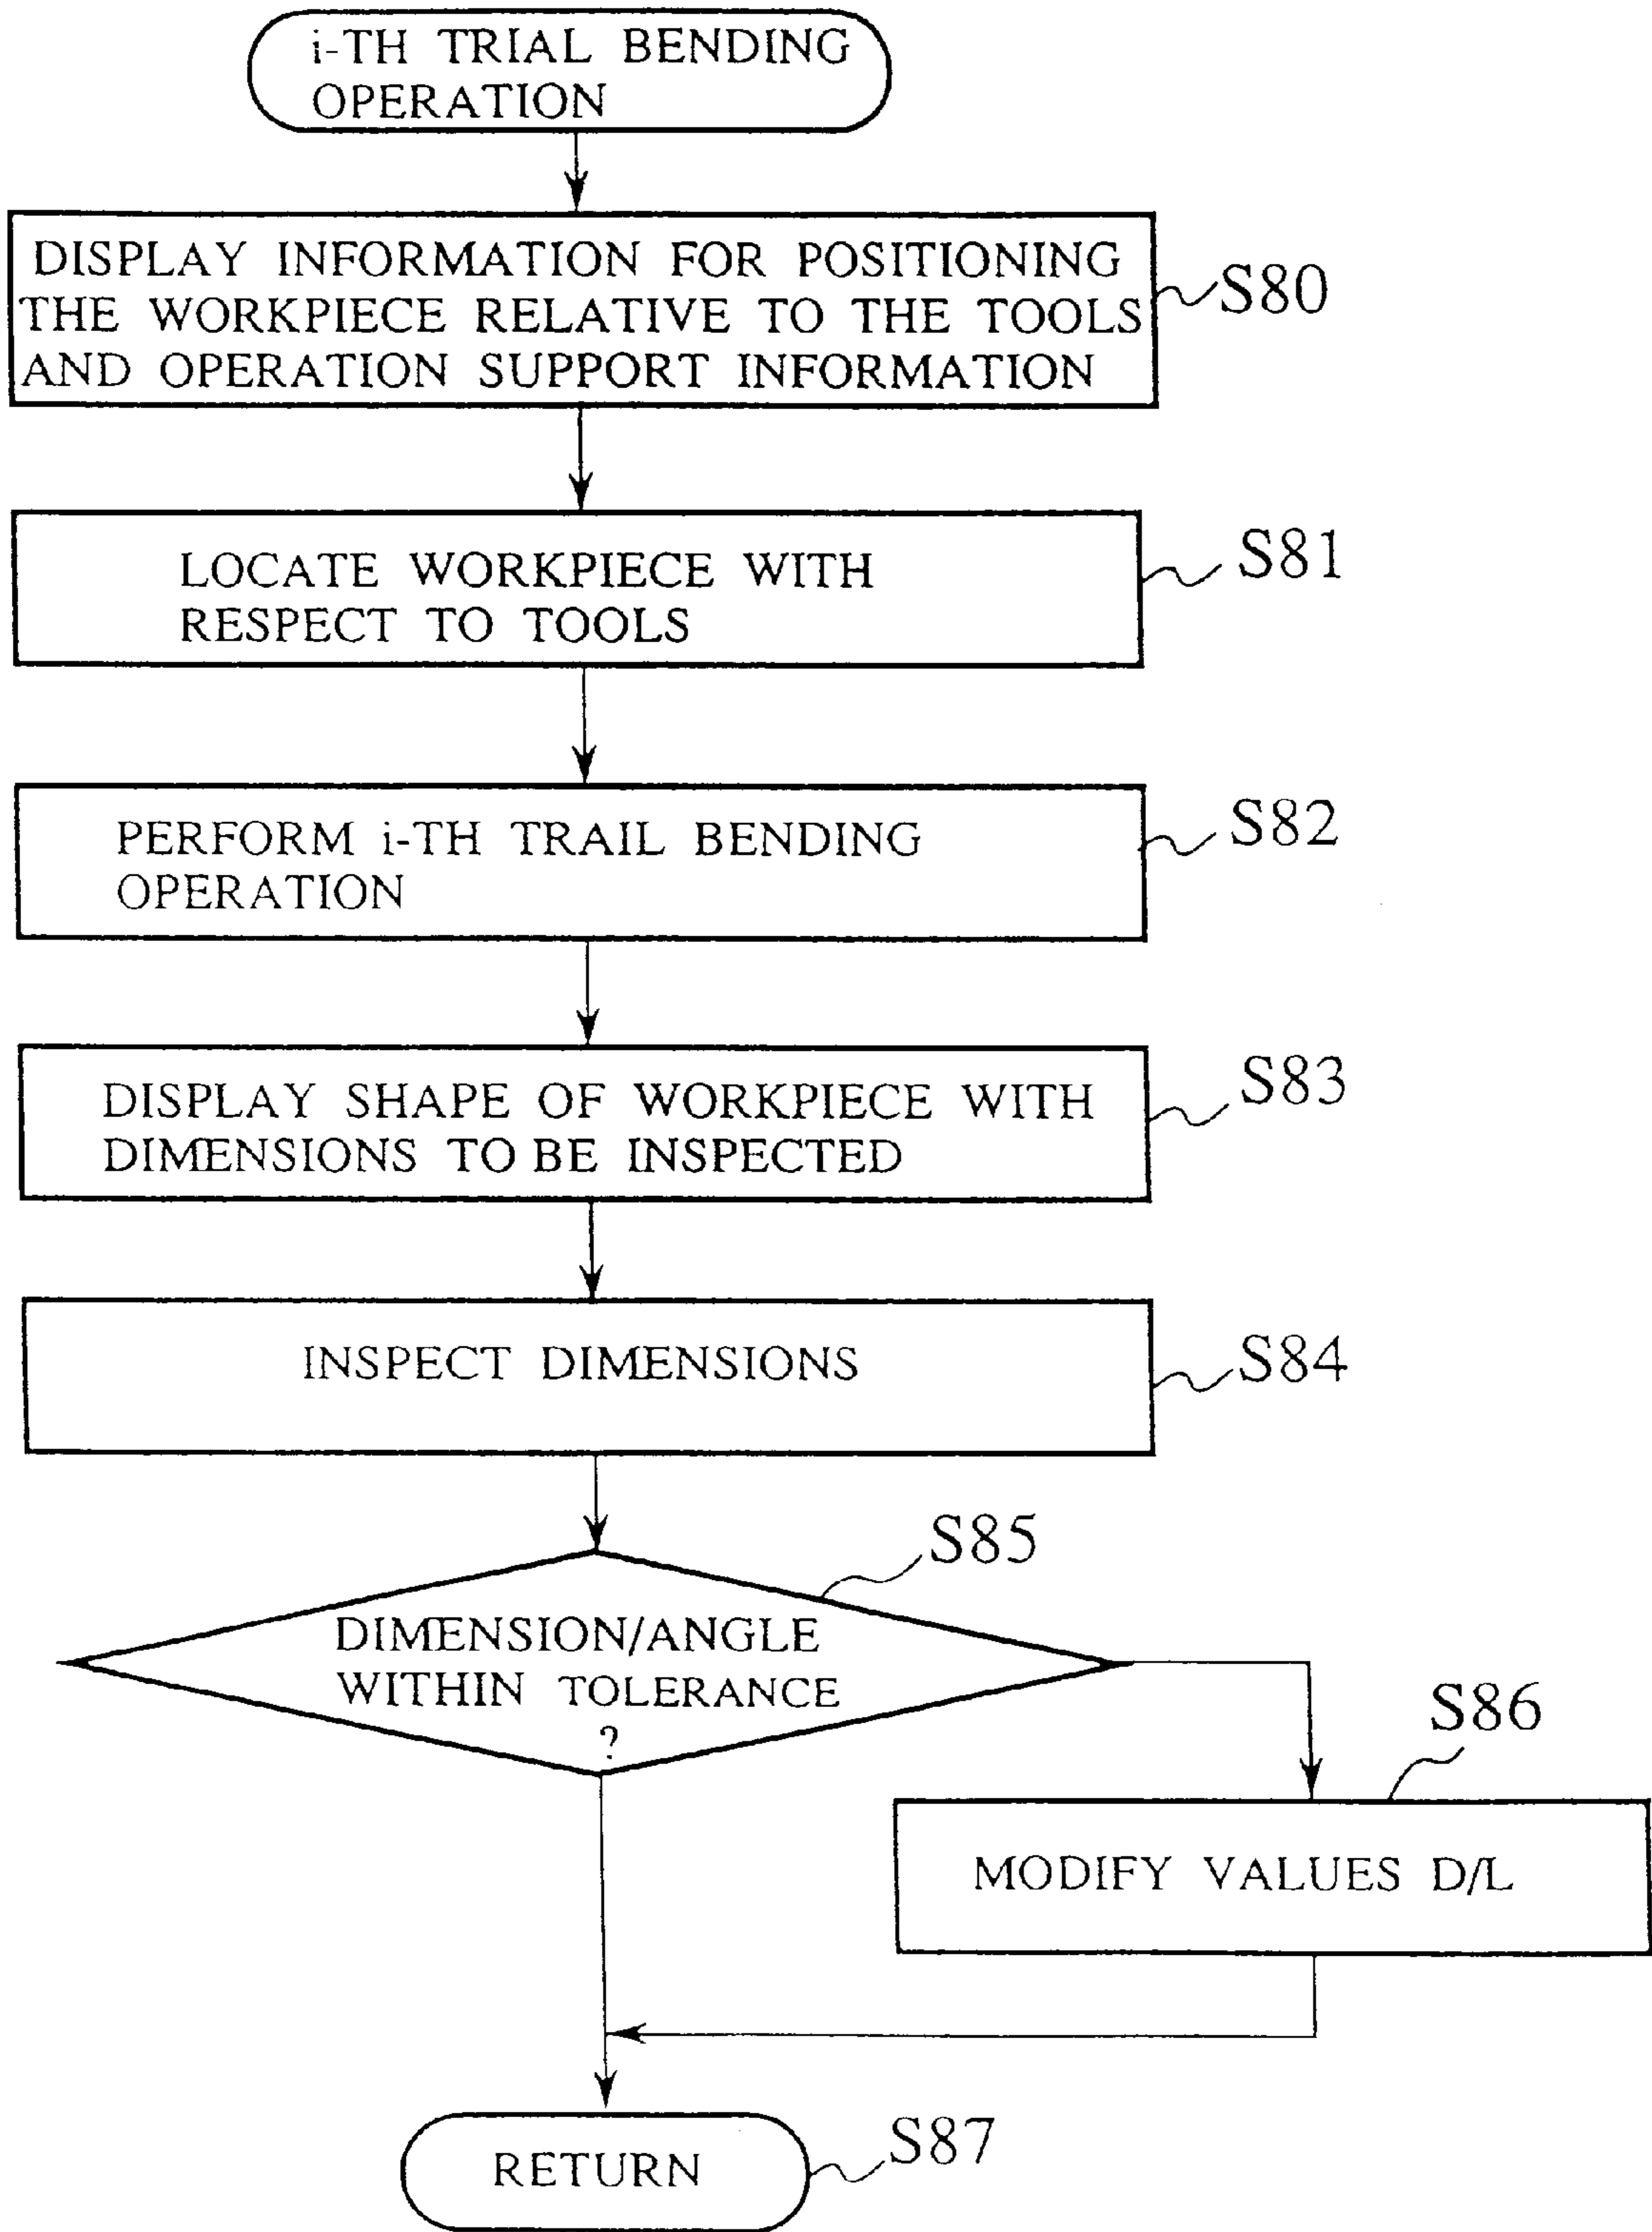 i-TH TRIAL BENDING
OPERATION
DISPLAY INFORMATION FOR POSITIONING
THE WORKPIECE RELATIVE TO THE TOOLS
AND OPERATION SUPPORT INFORMATION
S80
LOCATE WORKPIECE WITH
RESPECT TO TOOLS
S81
PERFORM i-TH TRAIL BENDING
OPERATION
S82
DISPLAY SHAPE OF WORKPIECE WITH
DIMENSIONS TO BE INSPECTED
S83
INSPECT DIMENSIONS
S84
DIMENSION/ANGLE
WITHIN TOLERANCE
?
S85
MODIFY VALUES D/L
S86
RETURN
S87